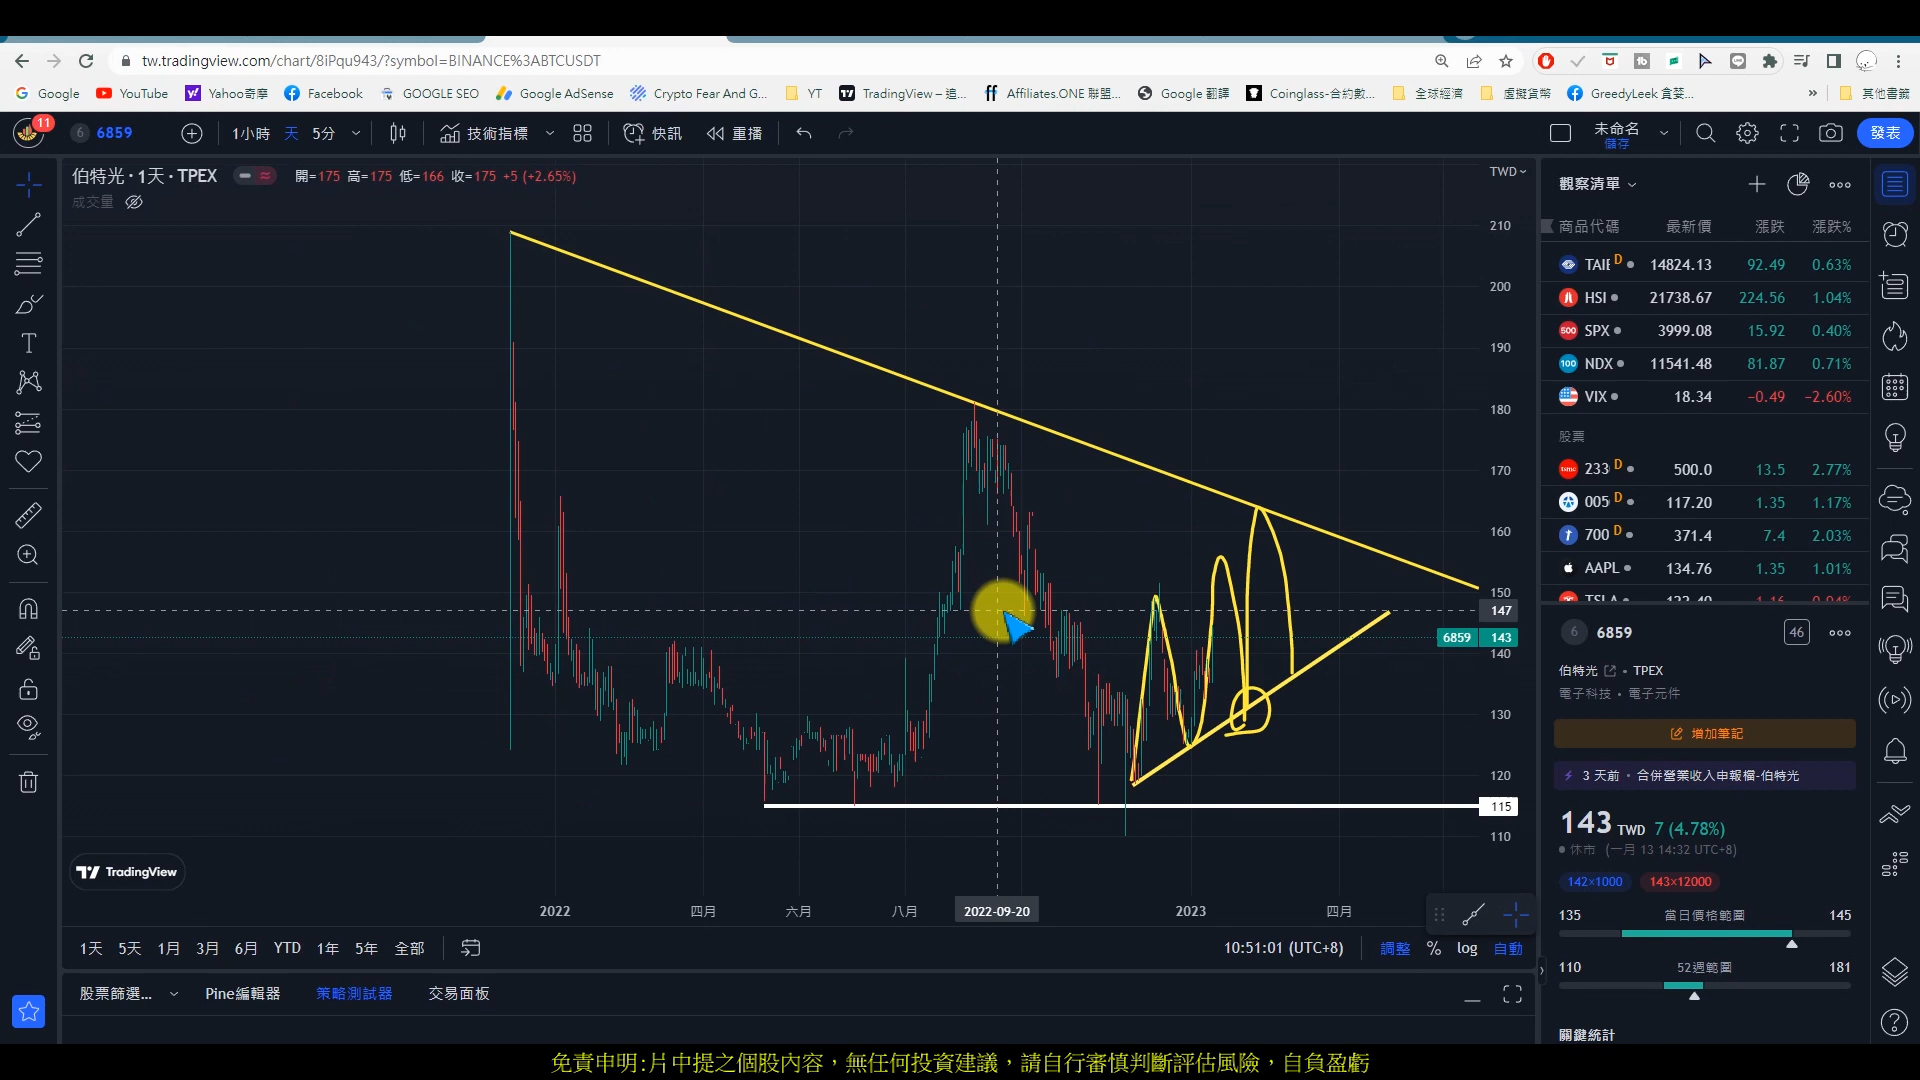 tw.tradingview.com/chart/8iPqu943/?symbol=BINANCE%3ABTCUSDT
Google YouTube Yahoo奇摩 Facebook GOOGLE SEO Google AdSense Crypto Fear And G... YT TradingView – 追... Affiliates.ONE 聯盟... Google 翻譯 Coinglass-合約數... 全球經濟 虛擬貨幣 GreedyLeek 貪婪... » 其他書籤
11
6 6859 1小時 天 5分 技術指標 快訊 重播 未命名 儲存 發表
伯特光 · 1天 · TPEX 開=175 高=175 低=166 收=175 +5 (+2.65%)
成交量
TWD
210
200
190
180
170
160
150
147
6859 143
140
130
120
115
110
TradingView
2022 四月 六月 八月 2022-09-20 2023 四月
1天 5天 1月 3月 6月 YTD 1年 5年 全部 10:51:01 (UTC+8) 調整 % log 自動
股票篩選... Pine編輯器 策略測試器 交易面板
觀察清單
商品代碼 最新價 漲跌 漲跌%
TAIE D 14824.13 92.49 0.63%
HSI 21738.67 224.56 1.04%
500 SPX 3999.08 15.92 0.40%
100 NDX 11541.48 81.87 0.71%
VIX 18.34 −0.49 −2.60%
股票
233 D 500.0 13.5 2.77%
005 D 117.20 1.35 1.17%
700 D 371.4 7.4 2.03%
AAPL 134.76 1.35 1.01%
6 6859 46
伯特光 • TPEX
電子科技 • 電子元件
增加筆記
3 天前 • 合併營業收入申報檔-伯特光
143 TWD 7 (4.78%)
休市 (一月 13 14:32 UTC+8)
142×1000 143×12000
135 當日價格範圍 145
110 52週範圍 181
關鍵統計
免責申明:片中提之個股內容，無任何投資建議，請自行審慎判斷評估風險，自負盈虧